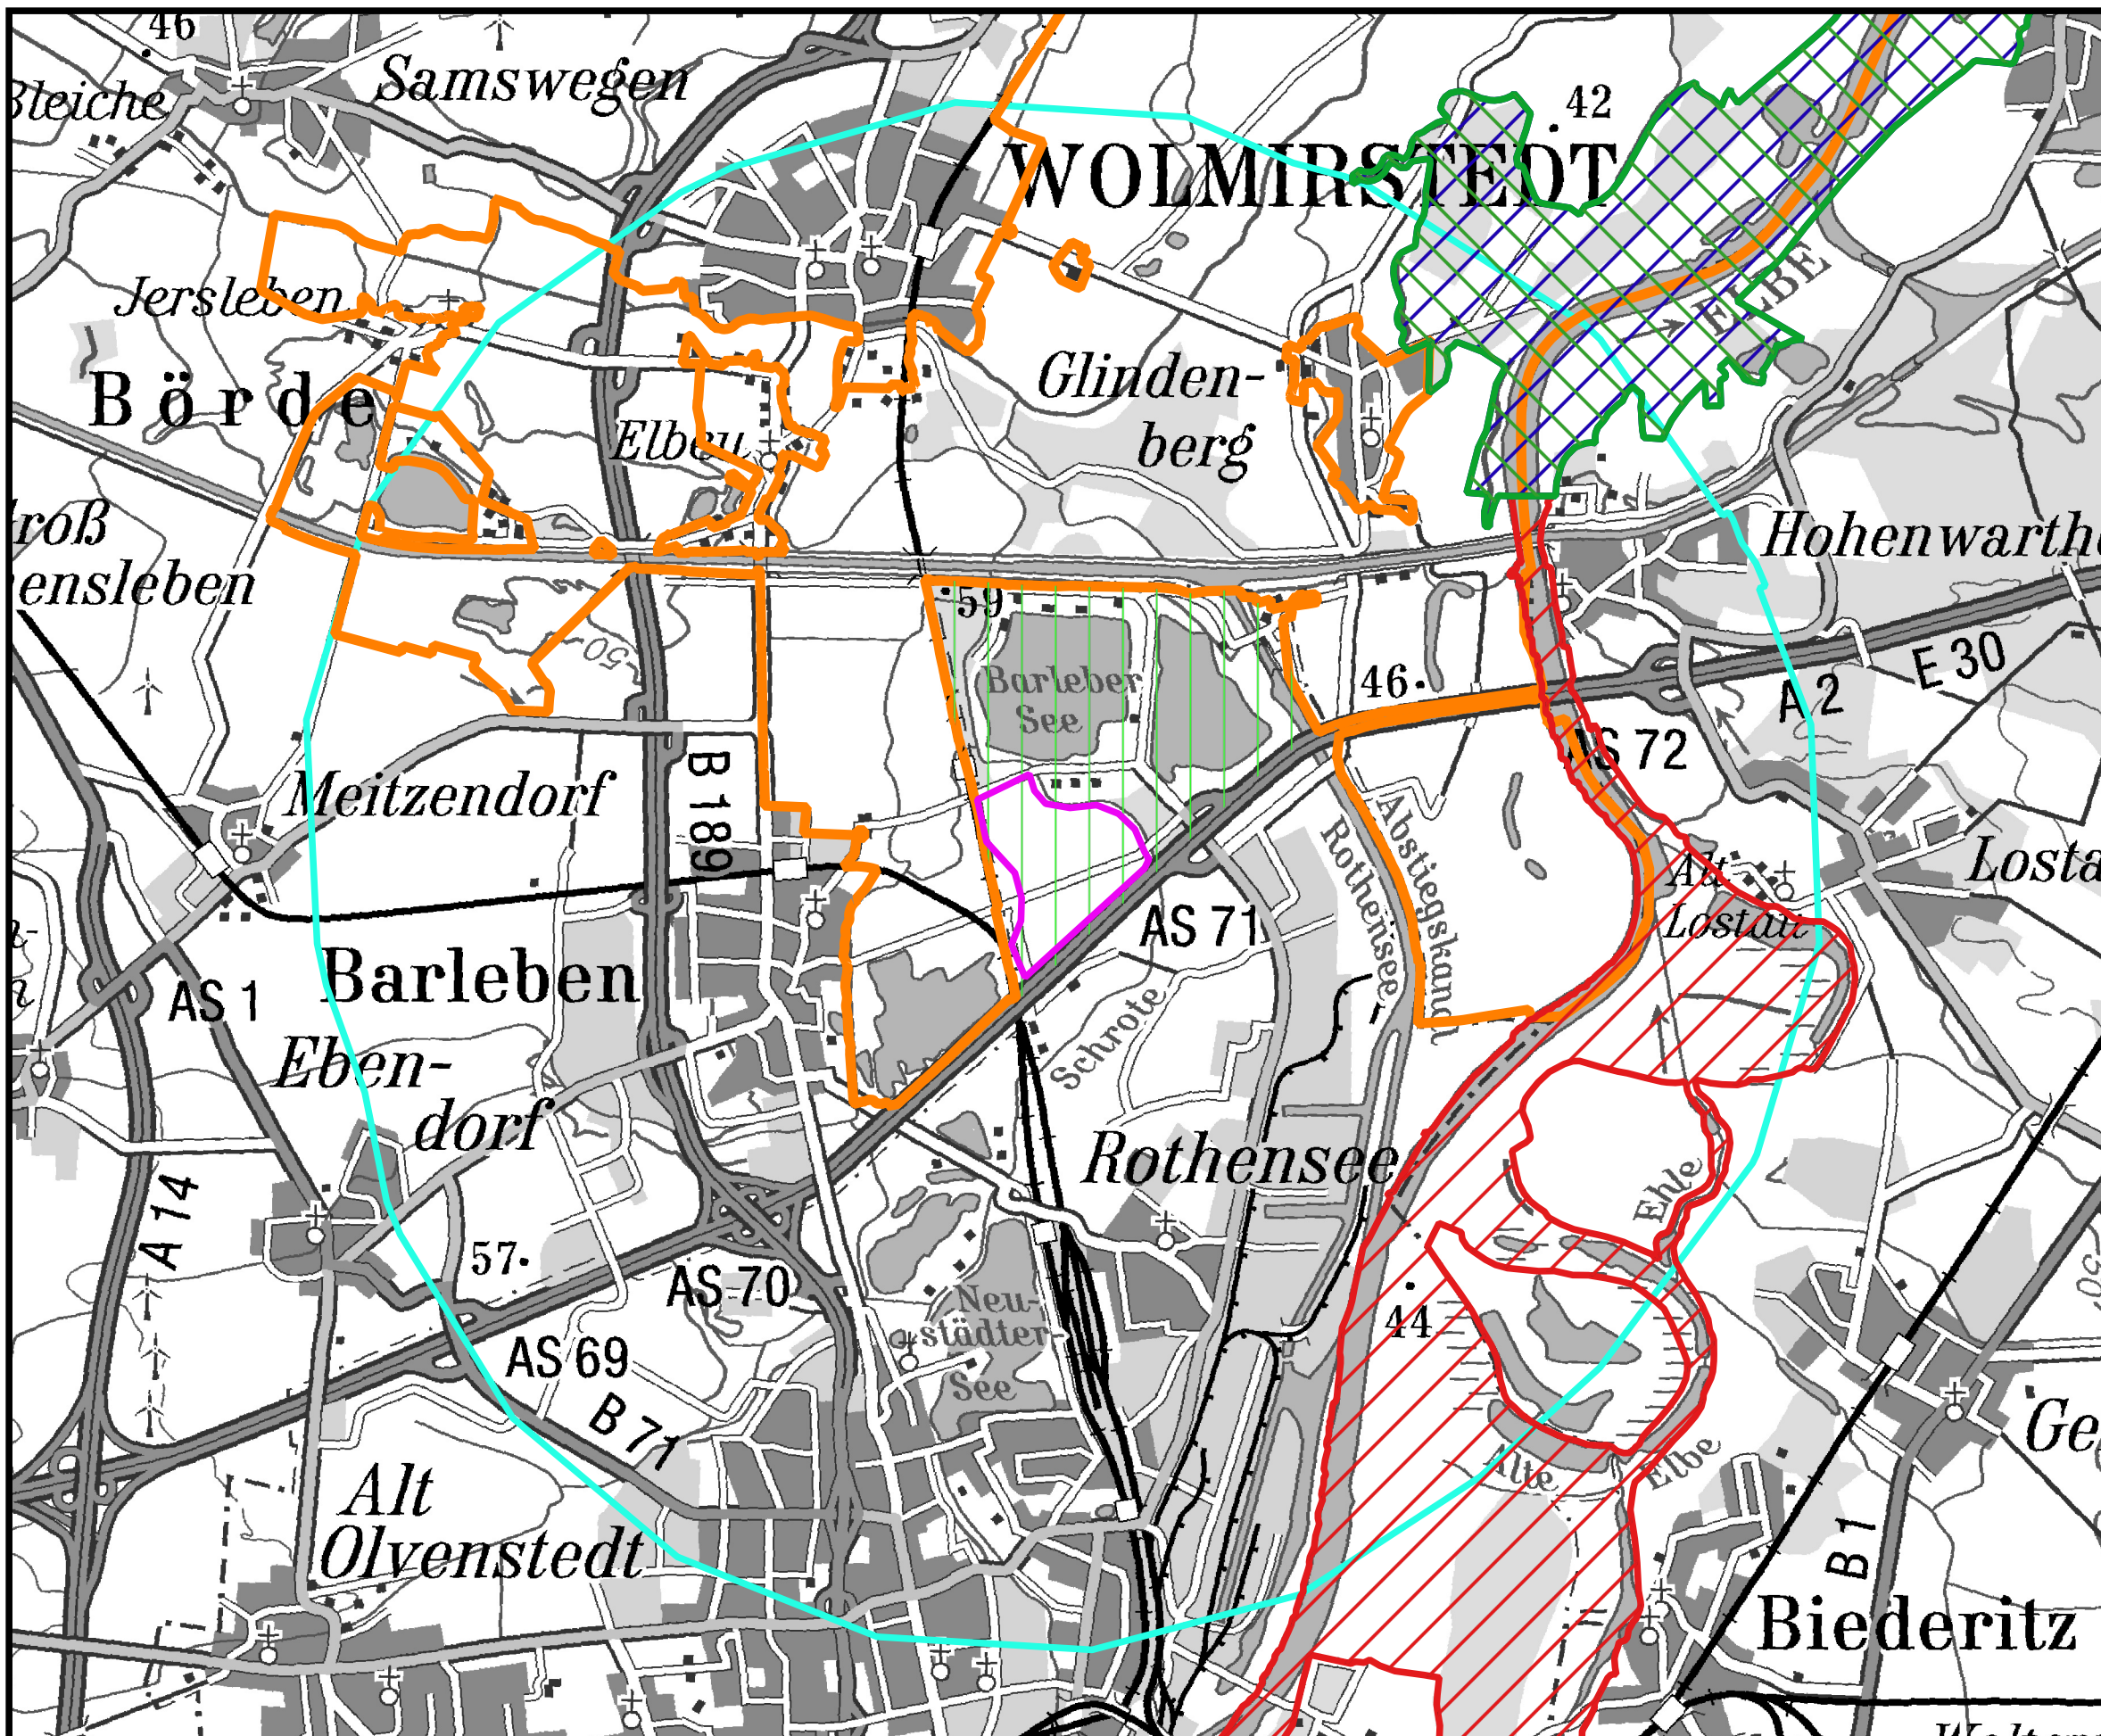 46
Samswegen
Bleiche
42
WOLMIRSTEDT
Jersleben
ELBE
Börde
Glinden-
berg
Elbeu
roß
ensleben
Hohenwarth
59
50
Barleber
See
46
E 30
A 2
AS 72
B 189
Meitzendorf
Abstiegskanal
Rothensee
Alt
Lostau
Losta
AS 71
Barleben
AS 1
Schrote
Eben-
dorf
Rothensee
Ehle
A 14
57
AS 70
Neu-
städter-
See
44
AS 69
B 71
Ge
Alte
Elbe
Alt
Olvenstedt
B 1
Biederitz